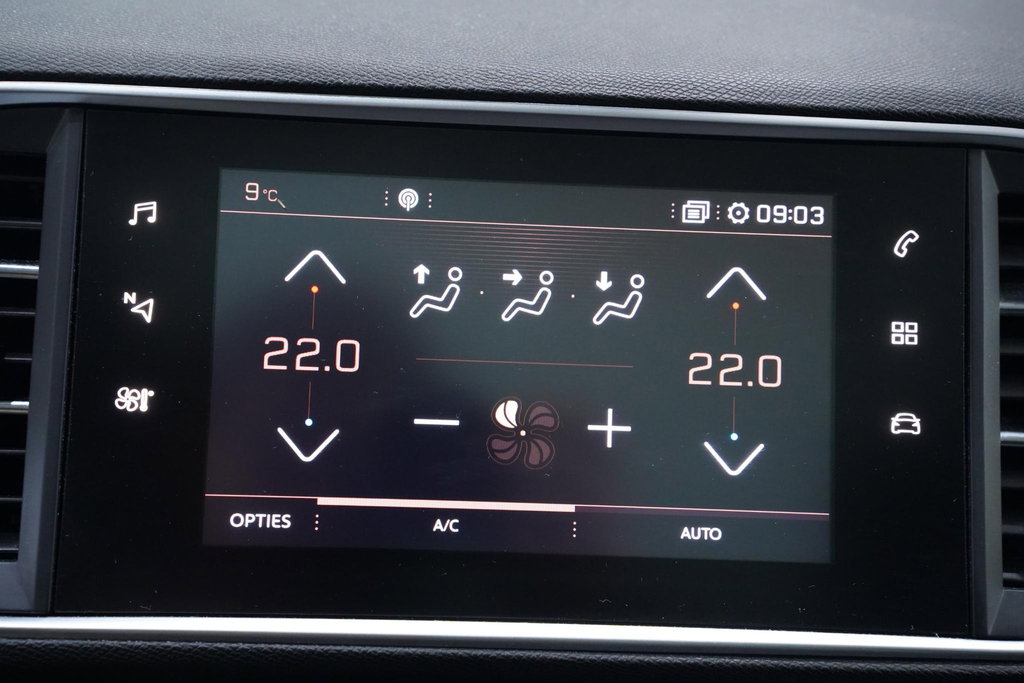 9°C
09:03
N
22.0
22.0
OPTIES
A/C
AUTO